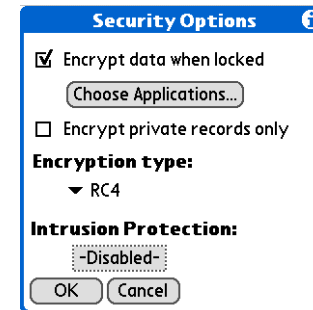 Security Options
Encrypt data when locked
Choose Applications...
Encrypt private records only
Encryption type:
RC4
Intrusion Protection:
-Disabled-
OK Cancel